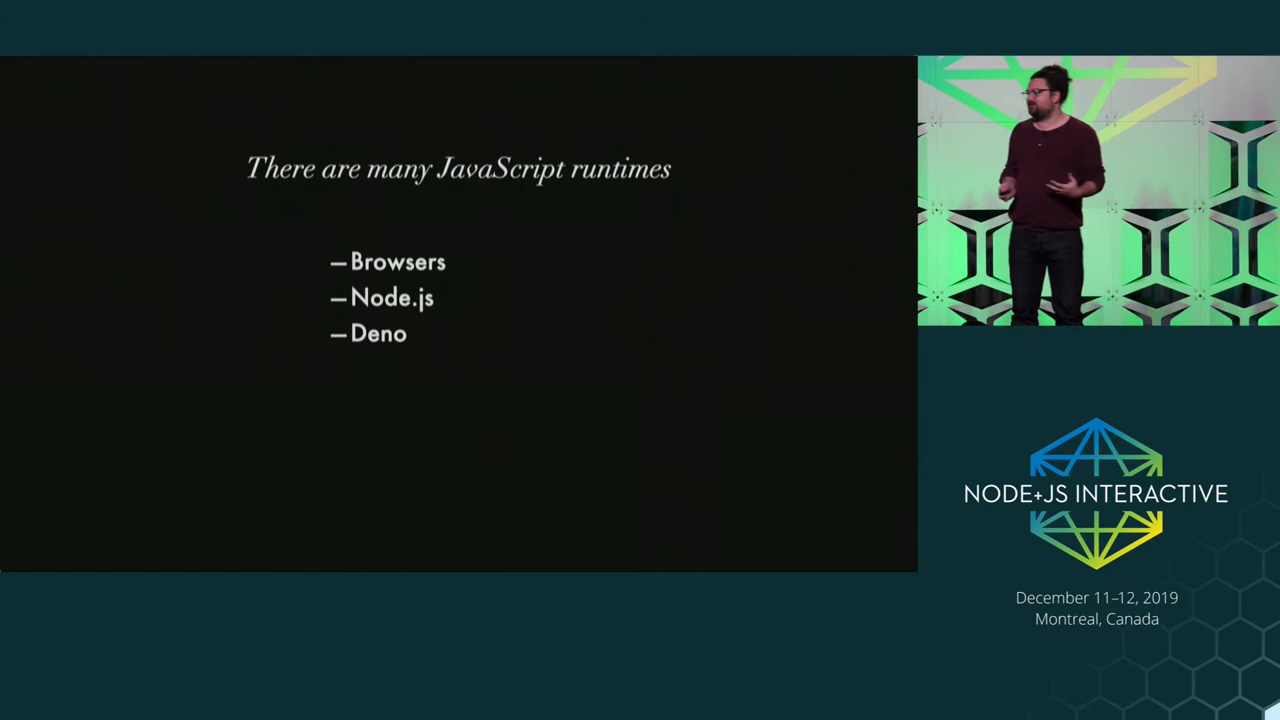 There are many JavaScript runtimes
—Browsers
—Node.js
—Deno
NODE+JS INTERACTIVE
December 11–12, 2019
Montreal, Canada